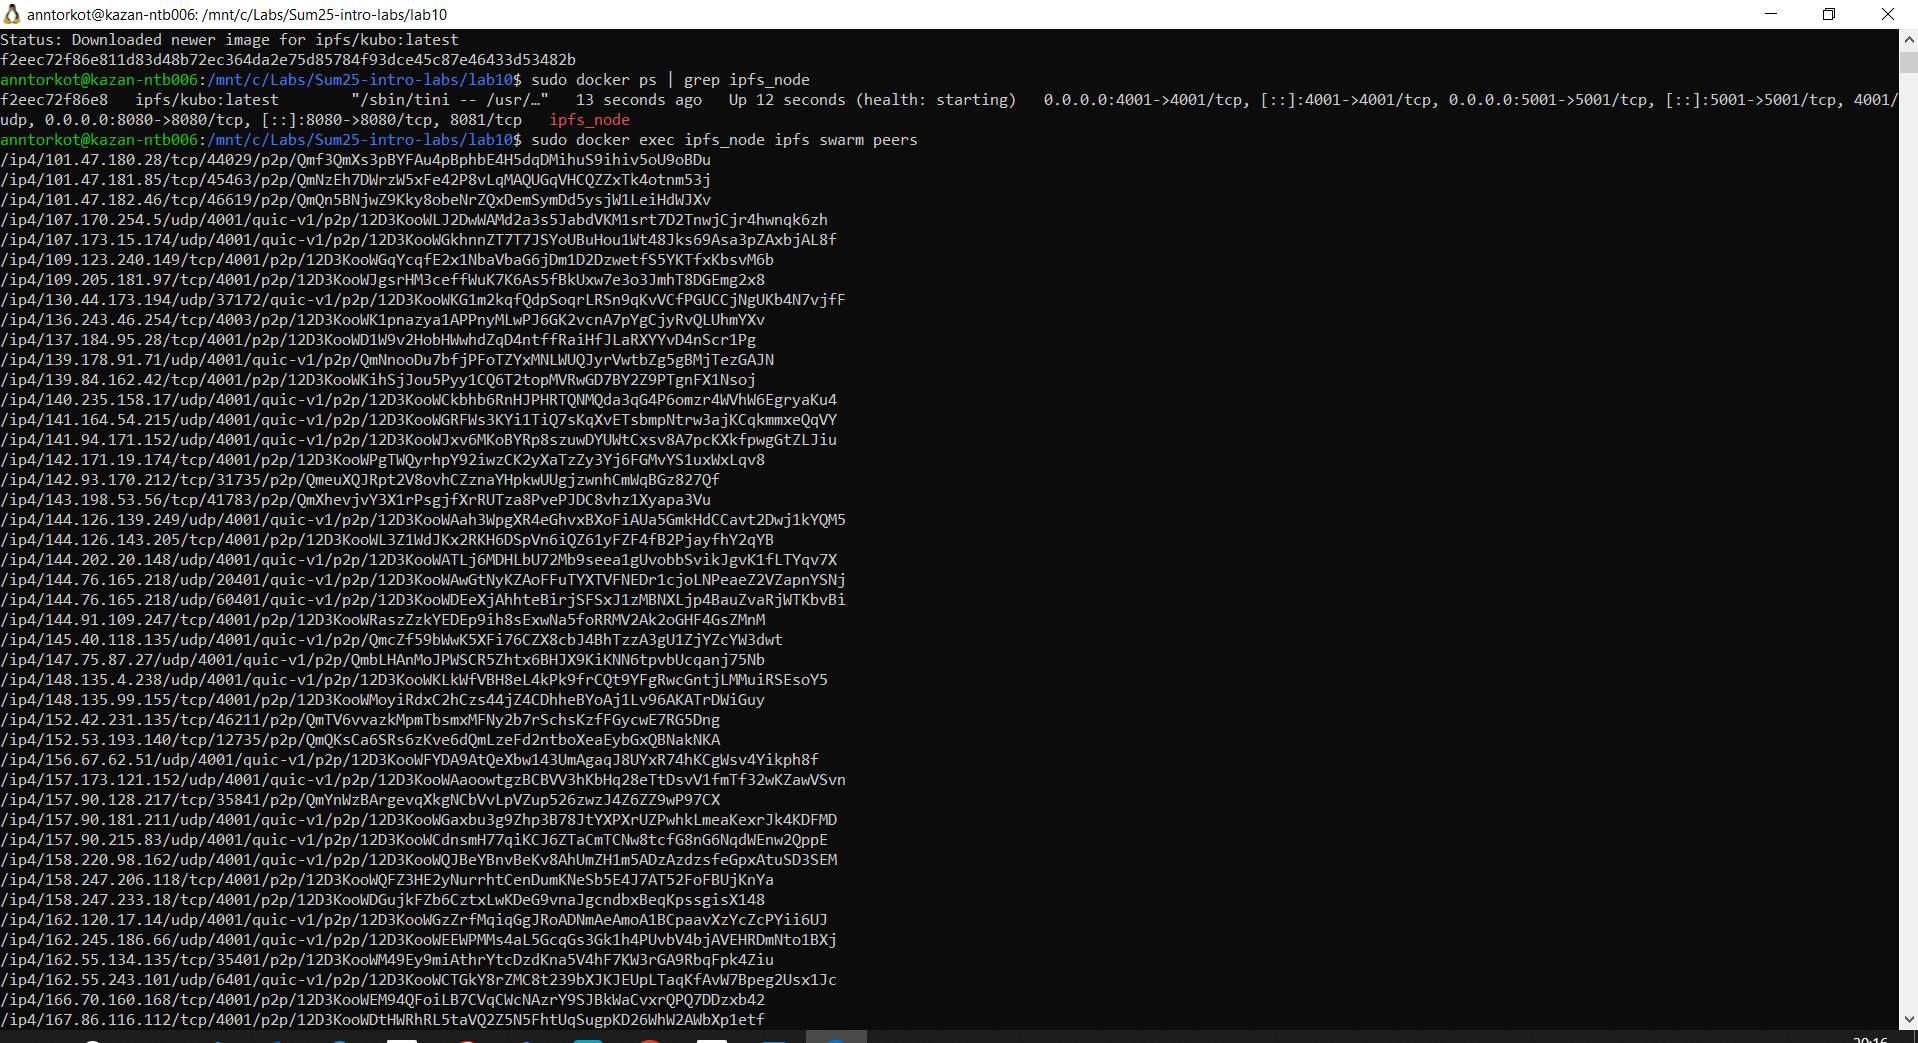 anntorkot@kazan-ntb006: /mnt/c/Labs/Sum25-intro-labs/lab10
Status: Downloaded newer image for ipfs/kubo:latest
f2eec72f86e811d83d48b72ec364da2e75d85784f93dce45c87e46433d53482b
anntorkot@kazan-ntb006:/mnt/c/Labs/Sum25-intro-labs/lab10$ sudo docker ps | grep ipfs_node
f2eec72f86e8   ipfs/kubo:latest        "/sbin/tini -- /usr/…"   13 seconds ago   Up 12 seconds (health: starting)   0.0.0.0:4001->4001/tcp, [::]:4001->4001/tcp, 0.0.0.0:5001->5001/tcp, [::]:5001->5001/tcp, 4001/
udp, 0.0.0.0:8080->8080/tcp, [::]:8080->8080/tcp, 8081/tcp   ipfs_node
anntorkot@kazan-ntb006:/mnt/c/Labs/Sum25-intro-labs/lab10$ sudo docker exec ipfs_node ipfs swarm peers
/ip4/101.47.180.28/tcp/44029/p2p/Qmf3QmXs3pBYFAu4pBphbE4H5dqDMihuS9ihiv5oU9oBDu
/ip4/101.47.181.85/tcp/45463/p2p/QmNzEh7DWrzW5xFe42P8vLqMAQUGqVHCQZZxTk4otnm53j
/ip4/101.47.182.46/tcp/46619/p2p/QmQn5BNjwZ9Kky8obeNrZQxDemSymDd5ysjW1LeiHdWJXv
/ip4/107.170.254.5/udp/4001/quic-v1/p2p/12D3KooWLJ2DwWAMd2a3s5JabdVKM1srt7D2TnwjCjr4hwnqk6zh
/ip4/107.173.15.174/udp/4001/quic-v1/p2p/12D3KooWGkhnnZT7T7JSYoUBuHou1Wt48Jks69Asa3pZAxbjAL8f
/ip4/109.123.240.149/tcp/4001/p2p/12D3KooWGqYcqfE2x1NbaVbaG6jDm1D2DzwetfS5YKTfxKbsvM6b
/ip4/109.205.181.97/tcp/4001/p2p/12D3KooWJgsrHM3ceffWuK7K6As5fBkUxw7e3o3JmhT8DGEmg2x8
/ip4/130.44.173.194/udp/37172/quic-v1/p2p/12D3KooWKG1m2kqfQdpSoqrLRSn9qKvVCfPGUCCjNgUKb4N7vjfF
/ip4/136.243.46.254/tcp/4003/p2p/12D3KooWK1pnazya1APPnyMLwPJ6GK2vcnA7pYgCjyRvQLUhmYXv
/ip4/137.184.95.28/tcp/4001/p2p/12D3KooWD1W9v2HobHWwhdZqD4ntffRaiHfJLaRXYYvD4nScr1Pg
/ip4/139.178.91.71/udp/4001/quic-v1/p2p/QmNnooDu7bfjPFoTZYxMNLWUQJyrVwtbZg5gBMjTezGAJN
/ip4/139.84.162.42/tcp/4001/p2p/12D3KooWKihSjJou5Pyy1CQ6T2topMVRwGD7BY2Z9PTgnFX1Nsoj
/ip4/140.235.158.17/udp/4001/quic-v1/p2p/12D3KooWCkbhb6RnHJPHRTQNMQda3qG4P6omzr4WVhW6EgryaKu4
/ip4/141.164.54.215/udp/4001/quic-v1/p2p/12D3KooWGRFWs3KYi1TiQ7sKqXvETsbmpNtrw3ajKCqkmmxeQqVY
/ip4/141.94.171.152/udp/4001/quic-v1/p2p/12D3KooWJxv6MKoBYRp8szuwDYUWtCxsv8A7pcKXkfpwgGtZLJiu
/ip4/142.171.19.174/tcp/4001/p2p/12D3KooWPgTWQyrhpY92iwzCK2yXaTzZy3Yj6FGMvYS1uxWxLqv8
/ip4/142.93.170.212/tcp/31735/p2p/QmeuXQJRpt2V8ovhCZznaYHpkwUUgjzwnhCmWqBGz827Qf
/ip4/143.198.53.56/tcp/41783/p2p/QmXhevjvY3X1rPsgjfXrRUTza8PvePJDC8vhz1Xyapa3Vu
/ip4/144.126.139.249/udp/4001/quic-v1/p2p/12D3KooWAah3WpgXR4eGhvxBXoFiAUa5GmkHdCCavt2Dwj1kYQM5
/ip4/144.126.143.205/tcp/4001/p2p/12D3KooWL3Z1WdJKx2RKH6DSpVn6iQZ61yFZF4fB2PjayfhY2qYB
/ip4/144.202.20.148/udp/4001/quic-v1/p2p/12D3KooWATLj6MDHLbU72Mb9seea1gUvobbSvikJgvK1fLTYqv7X
/ip4/144.76.165.218/udp/20401/quic-v1/p2p/12D3KooWAwGtNyKZAoFFuTYXTVFNEDr1cjoLNPeaeZ2VZapnYSNj
/ip4/144.76.165.218/udp/60401/quic-v1/p2p/12D3KooWDEeXjAhhteBirjSFSxJ1zMBNXLjp4BauZvaRjWTKbvBi
/ip4/144.91.109.247/tcp/4001/p2p/12D3KooWRaszZzkYEDEp9ih8sExwNa5foRRMV2Ak2oGHF4GsZMnM
/ip4/145.40.118.135/udp/4001/quic-v1/p2p/QmcZf59bWwK5XFi76CZX8cbJ4BhTzzA3gU1ZjYZcYW3dwt
/ip4/147.75.87.27/udp/4001/quic-v1/p2p/QmbLHAnMoJPWSCR5Zhtx6BHJX9KiKNN6tpvbUcqanj75Nb
/ip4/148.135.4.238/udp/4001/quic-v1/p2p/12D3KooWKLkWfVBH8eL4kPk9frCQt9YFgRwcGntjLMMuiRSEsoY5
/ip4/148.135.99.155/tcp/4001/p2p/12D3KooWMoyiRdxC2hCzs44jZ4CDhheBYoAj1Lv96AKATrDWiGuy
/ip4/152.42.231.135/tcp/46211/p2p/QmTV6vvazkMpmTbsmxMFNy2b7rSchsKzfFGycwE7RG5Dng
/ip4/152.53.193.140/tcp/12735/p2p/QmQKsCa6SRs6zKve6dQmLzeFd2ntboXeaEybGxQBNakNKA
/ip4/156.67.62.51/udp/4001/quic-v1/p2p/12D3KooWFYDA9AtQeXbw143UmAgaqJ8UYxR74hKCgWsv4Yikph8f
/ip4/157.173.121.152/udp/4001/quic-v1/p2p/12D3KooWAaoowtgzBCBVV3hKbHq28eTtDsvV1fmTf32wKZawVSvn
/ip4/157.90.128.217/tcp/35841/p2p/QmYnWzBArgevqXkgNCbVvLpVZup526zwzJ4Z6ZZ9wP97CX
/ip4/157.90.181.211/udp/4001/quic-v1/p2p/12D3KooWGaxbu3g9Zhp3B78JtYXPXrUZPwhkLmeaKexrJk4KDFMD
/ip4/157.90.215.83/udp/4001/quic-v1/p2p/12D3KooWCdnsmH77qiKCJ6ZTaCmTCNw8tcfG8nG6NqdWEnw2QppE
/ip4/158.220.98.162/udp/4001/quic-v1/p2p/12D3KooWQJBeYBnvBeKv8AhUmZH1m5ADzAzdzsfeGpxAtuSD3SEM
/ip4/158.247.206.118/tcp/4001/p2p/12D3KooWQFZ3HE2yNurrhtCenDumKNeSb5E4J7AT52FoFBUjKnYa
/ip4/158.247.233.18/tcp/4001/p2p/12D3KooWDGujkFZb6CztxLwKDeG9vnaJgcndbxBeqKpssgisX148
/ip4/162.120.17.14/udp/4001/quic-v1/p2p/12D3KooWGzZrfMqiqGgJRoADNmAeAmoA1BCpaavXzYcZcPYii6UJ
/ip4/162.245.186.66/udp/4001/quic-v1/p2p/12D3KooWEEWPMMs4aL5GcqGs3Gk1h4PUvbV4bjAVEHRDmNto1BXj
/ip4/162.55.134.135/tcp/35401/p2p/12D3KooWM49Ey9miAthrYtcDzdKna5V4hF7KW3rGA9RbqFpk4Ziu
/ip4/162.55.243.101/udp/6401/quic-v1/p2p/12D3KooWCTGkY8rZMC8t239bXJKJEUpLTaqKfAvW7Bpeg2Usx1Jc
/ip4/166.70.160.168/tcp/4001/p2p/12D3KooWEM94QFoiLB7CVqCWcNAzrY9SJBkWaCvxrQPQ7DDzxb42
/ip4/167.86.116.112/tcp/4001/p2p/12D3KooWDtHWRhRL5taVQ2Z5N5FhtUqSugpKD26WhW2AWbXp1etf